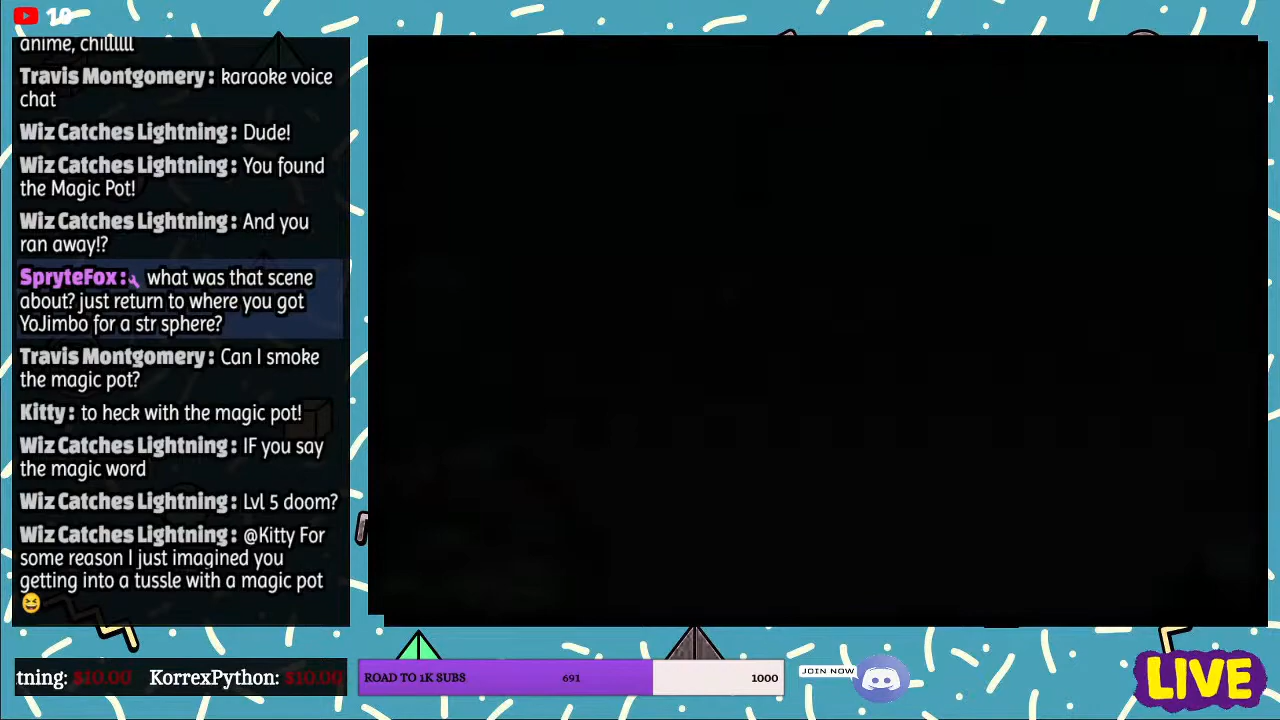 10
anime, chilllll
Travis Montgomery: karaoke voice
chat
Wiz Catches Lightning: Dude!
Wiz Catches Lightning: You found
the Magic Pot!
Wiz Catches Lightning: And you
ran away!?
SpryteFox: what was that scene
about? just return to where you got
YoJimbo for a str sphere?
Travis Montgomery: Can I smoke
the magic pot?
Kitty: to heck with the magic pot!
Wiz Catches Lightning: IF you say
the magic word
Wiz Catches Lightning: Lvl 5 doom?
Wiz Catches Lightning: @Kitty For
some reason I just imagined you
getting into a tussle with a magic pot
😆
tning: $10.00 KorrexPython: $10.00
ROAD TO 1K SUBS 691 1000
JOIN NOW
LIVE